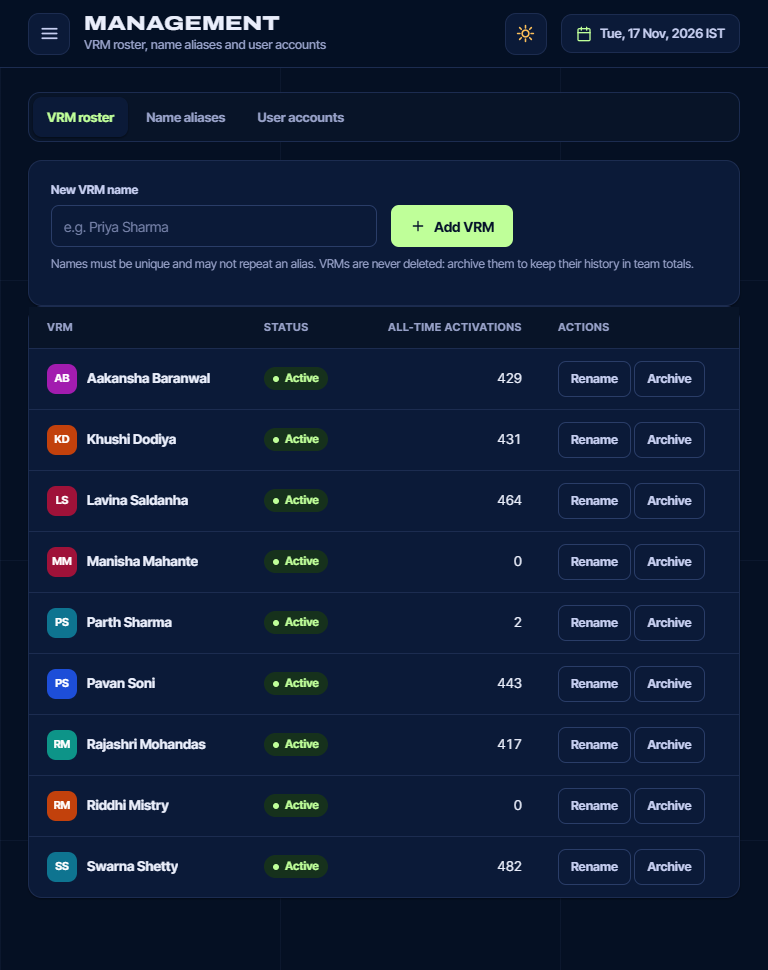 MANAGEMENT
VRM roster, name aliases and user accounts
Tue, 17 Nov, 2026 IST
VRM roster Name aliases User accounts
New VRM name
e.g. Priya Sharma
+ Add VRM
Names must be unique and may not repeat an alias. VRMs are never deleted: archive them to keep their history in team totals.
VRM STATUS ALL-TIME ACTIVATIONS ACTIONS
AB Aakansha Baranwal Active 429 Rename Archive
KD Khushi Dodiya Active 431 Rename Archive
LS Lavina Saldanha Active 464 Rename Archive
MM Manisha Mahante Active 0 Rename Archive
PS Parth Sharma Active 2 Rename Archive
PS Pavan Soni Active 443 Rename Archive
RM Rajashri Mohandas Active 417 Rename Archive
RM Riddhi Mistry Active 0 Rename Archive
SS Swarna Shetty Active 482 Rename Archive